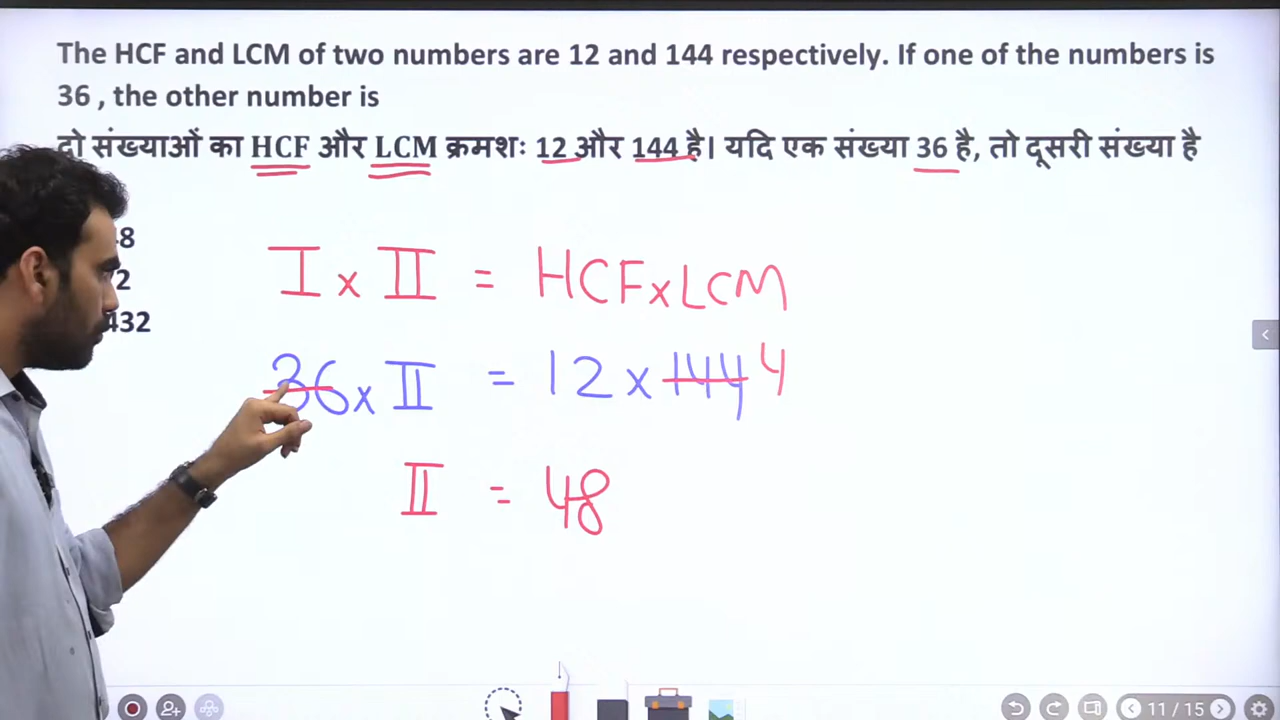 The HCF and LCM of two numbers are 12 and 144 respectively. If one of the numbers is
36 , the other number is
दो संख्याओं का HCF और LCM क्रमशः 12 और 144 है। यदि एक संख्या 36 है, तो दूसरी संख्या है
8
2
432
I x II = HCF x LCM
36 x II = 12 x 144 4
II = 48
11 / 15